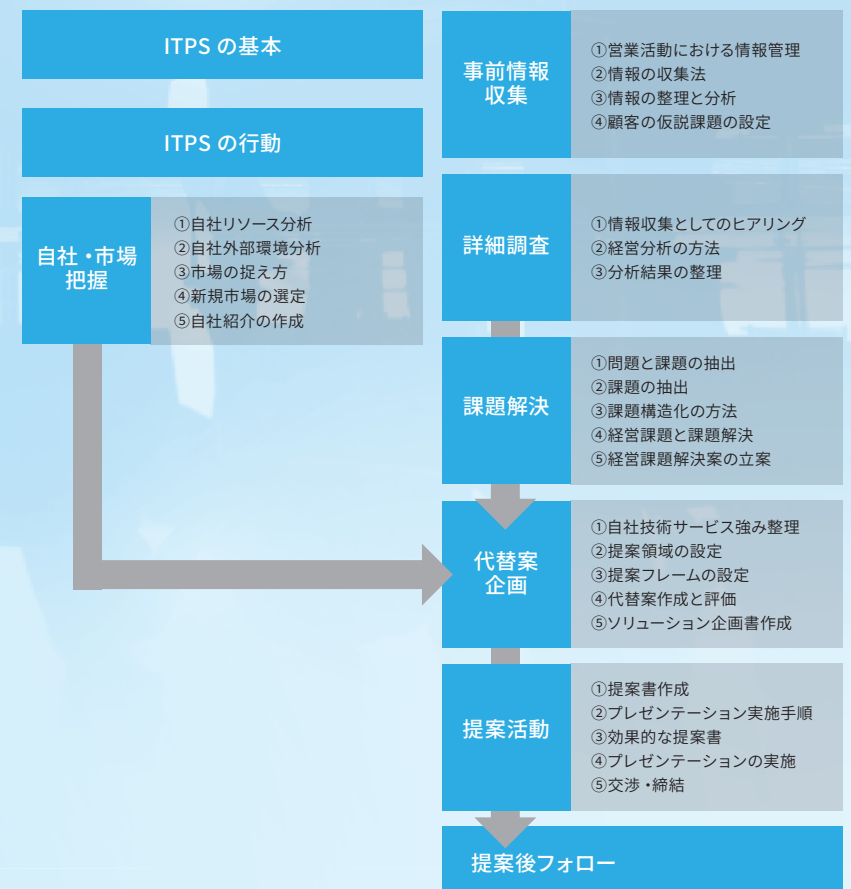 ITPS の基本
ITPS の行動
自社・市場
把握
①自社リソース分析
②自社外部環境分析
③市場の捉え方
④新規市場の選定
⑤自社紹介の作成
事前情報
収集
①営業活動における情報管理
②情報の収集法
③情報の整理と分析
④顧客の仮説課題の設定
詳細調査
①情報収集としてのヒアリング
②経営分析の方法
③分析結果の整理
課題解決
①問題と課題の抽出
②課題の抽出
③課題構造化の方法
④経営課題と課題解決
⑤経営課題解決案の立案
代替案
企画
①自社技術サービス強み整理
②提案領域の設定
③提案フレームの設定
④代替案作成と評価
⑤ソリューション企画書作成
提案活動
①提案書作成
②プレゼンテーション実施手順
③効果的な提案書
④プレゼンテーションの実施
⑤交渉・締結
提案後フォロー